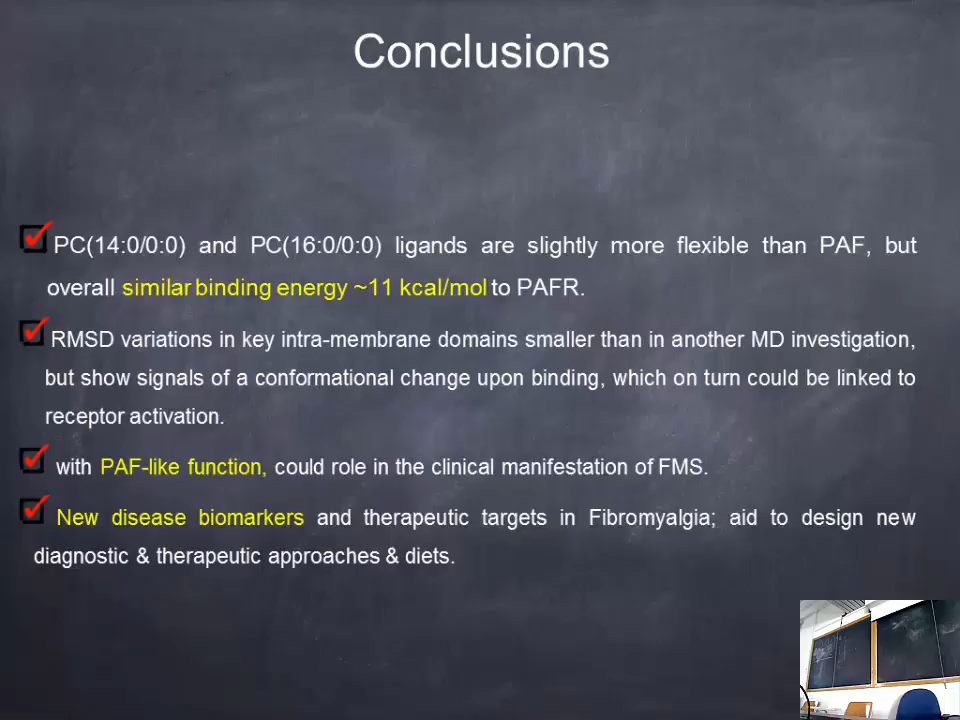 Conclusions
PC(14:0/0:0) and PC(16:0/0:0) ligands are slightly more flexible than PAF, but
overall similar binding energy ~11 kcal/mol to PAFR.
RMSD variations in key intra-membrane domains smaller than in another MD investigation,
but show signals of a conformational change upon binding, which on turn could be linked to
receptor activation.
with PAF-like function, could role in the clinical manifestation of FMS.
New disease biomarkers and therapeutic targets in Fibromyalgia; aid to design new
diagnostic & therapeutic approaches & diets.